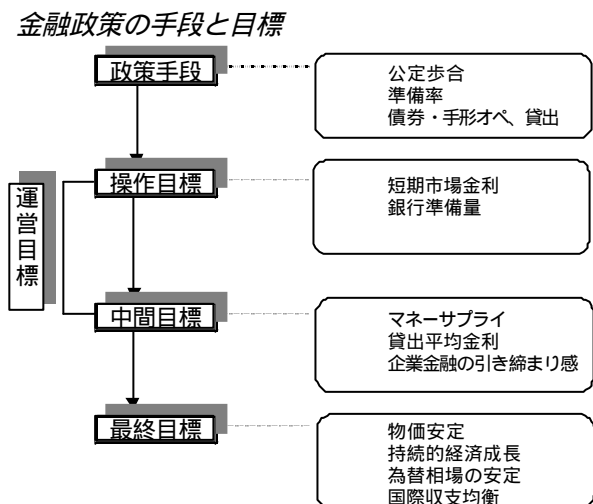 金融政策の手段と目標
政策手段
公定歩合
準備率
債券・手形オペ、貸出
操作目標
短期市場金利
銀行準備量
運営目標
中間目標
マネーサプライ
貸出平均金利
企業金融の引き締まり感
最終目標
物価安定
持続的経済成長
為替相場の安定
国際収支均衡